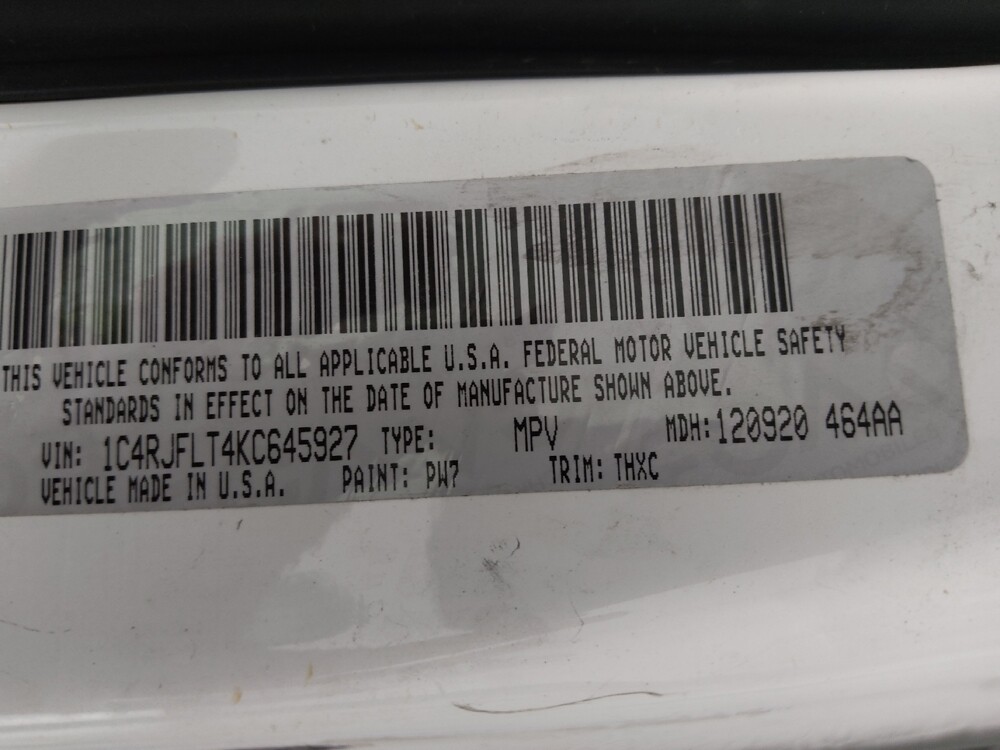 THIS VEHICLE CONFORMS TO ALL APPLICABLE U.S.A. FEDERAL MOTOR VEHICLE SAFETY
STANDARDS IN EFFECT ON THE DATE OF MANUFACTURE SHOWN ABOVE.
VIN: 1C4RJFLT4KC645927 TYPE: MPV MDH:120920 464AA
VEHICLE MADE IN U.S.A. PAINT: PW7 TRIM: THXC